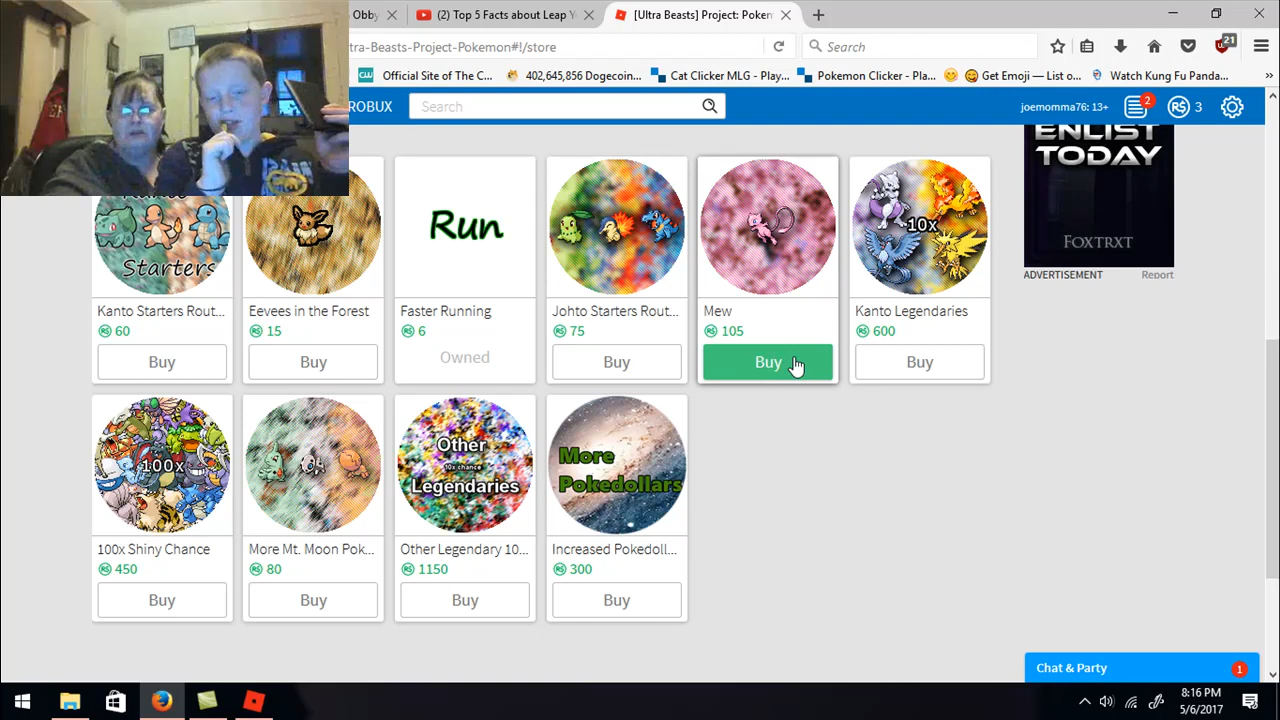 Obby
(2) Top 5 Facts about Leap Y
[Ultra Beasts] Project: Poken
tra-Beasts-Project-Pokemon#!/store
Search
21
Official Site of The C...
402,645,856 Dogecoin...
Cat Clicker MLG - Play...
Pokemon Clicker - Pla...
Get Emoji — List o...
Watch Kung Fu Panda...
ROBUX
Search
joemomma76: 13+
2
R$ 3
ENLIST
TODAY
FOXTRXT
ADVERTISEMENT
Report
Starters
Run
10x
Kanto Starters Rout...
Eevees in the Forest
Faster Running
Johto Starters Rout...
Mew
Kanto Legendaries
R$ 60
R$ 15
R$ 6
R$ 75
R$ 105
R$ 600
Buy
Buy
Owned
Buy
Buy
Buy
100x
Other
10x chance
Legendaries
More
Pokedollars
100x Shiny Chance
More Mt. Moon Pok...
Other Legendary 10...
Increased Pokedoll...
R$ 450
R$ 80
R$ 1150
R$ 300
Buy
Buy
Buy
Buy
Chat & Party
1
8:16 PM
5/6/2017